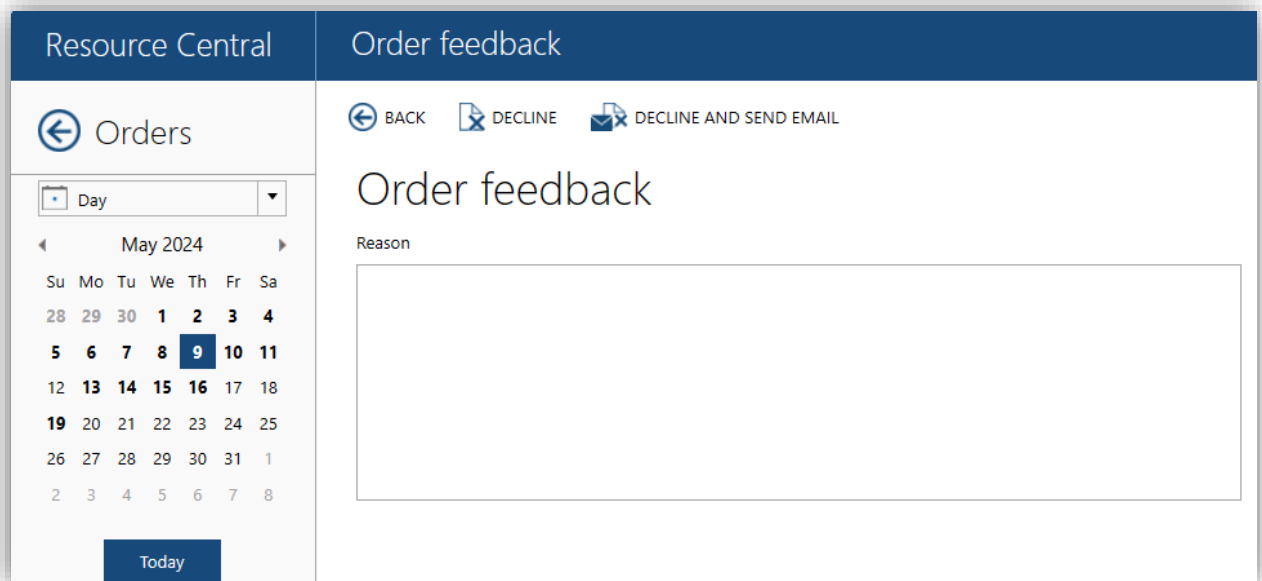 Resource Central
Order feedback
Orders
Day
May 2024
Su Mo Tu We Th Fr Sa
28 29 30 1 2 3 4
5 6 7 8 9 10 11
12 13 14 15 16 17 18
19 20 21 22 23 24 25
26 27 28 29 30 31 1
2 3 4 5 6 7 8
Today
BACK DECLINE DECLINE AND SEND EMAIL
Order feedback
Reason